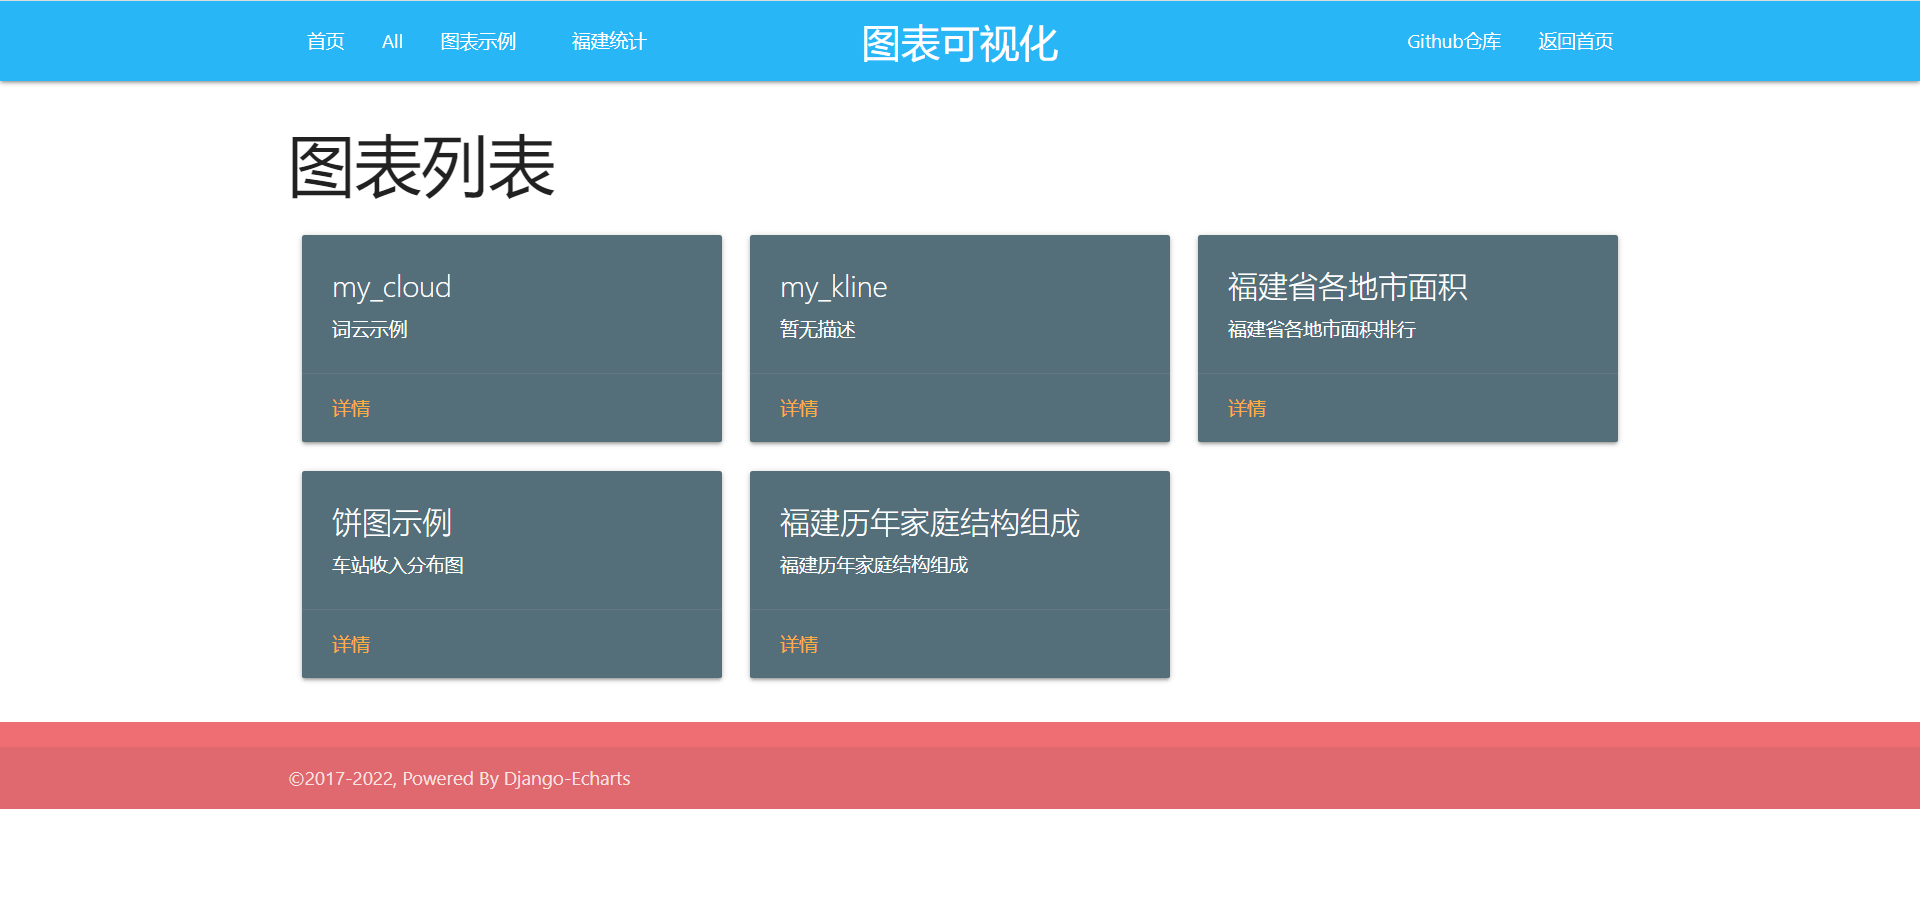 首页 All 图表示例 福建统计 图表可视化 Github仓库 返回首页
图表列表
my_cloud
词云示例
详情
my_kline
暂无描述
详情
福建省各地市面积
福建省各地市面积排行
详情
饼图示例
车站收入分布图
详情
福建历年家庭结构组成
福建历年家庭结构组成
详情
©2017-2022, Powered By Django-Echarts